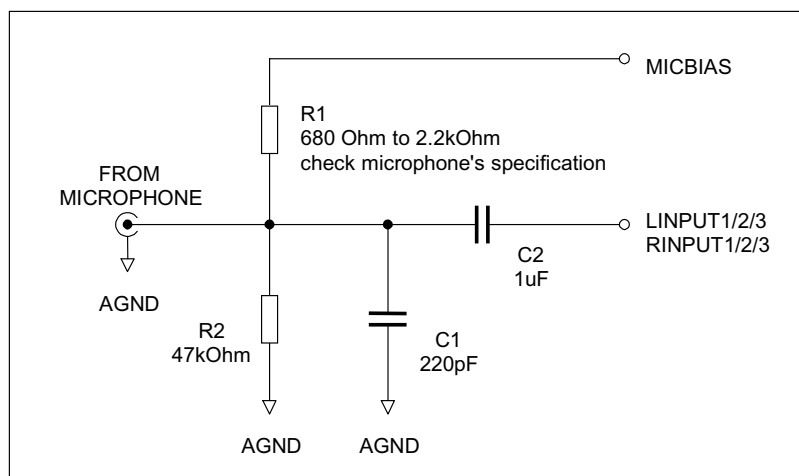 MICBIAS
R1
680 Ohm to 2.2kOhm
check microphone's specification
FROM
MICROPHONE
LINPUT1/2/3
RINPUT1/2/3
C2
1uF
AGND
R2
47kOhm
C1
220pF
AGND
AGND